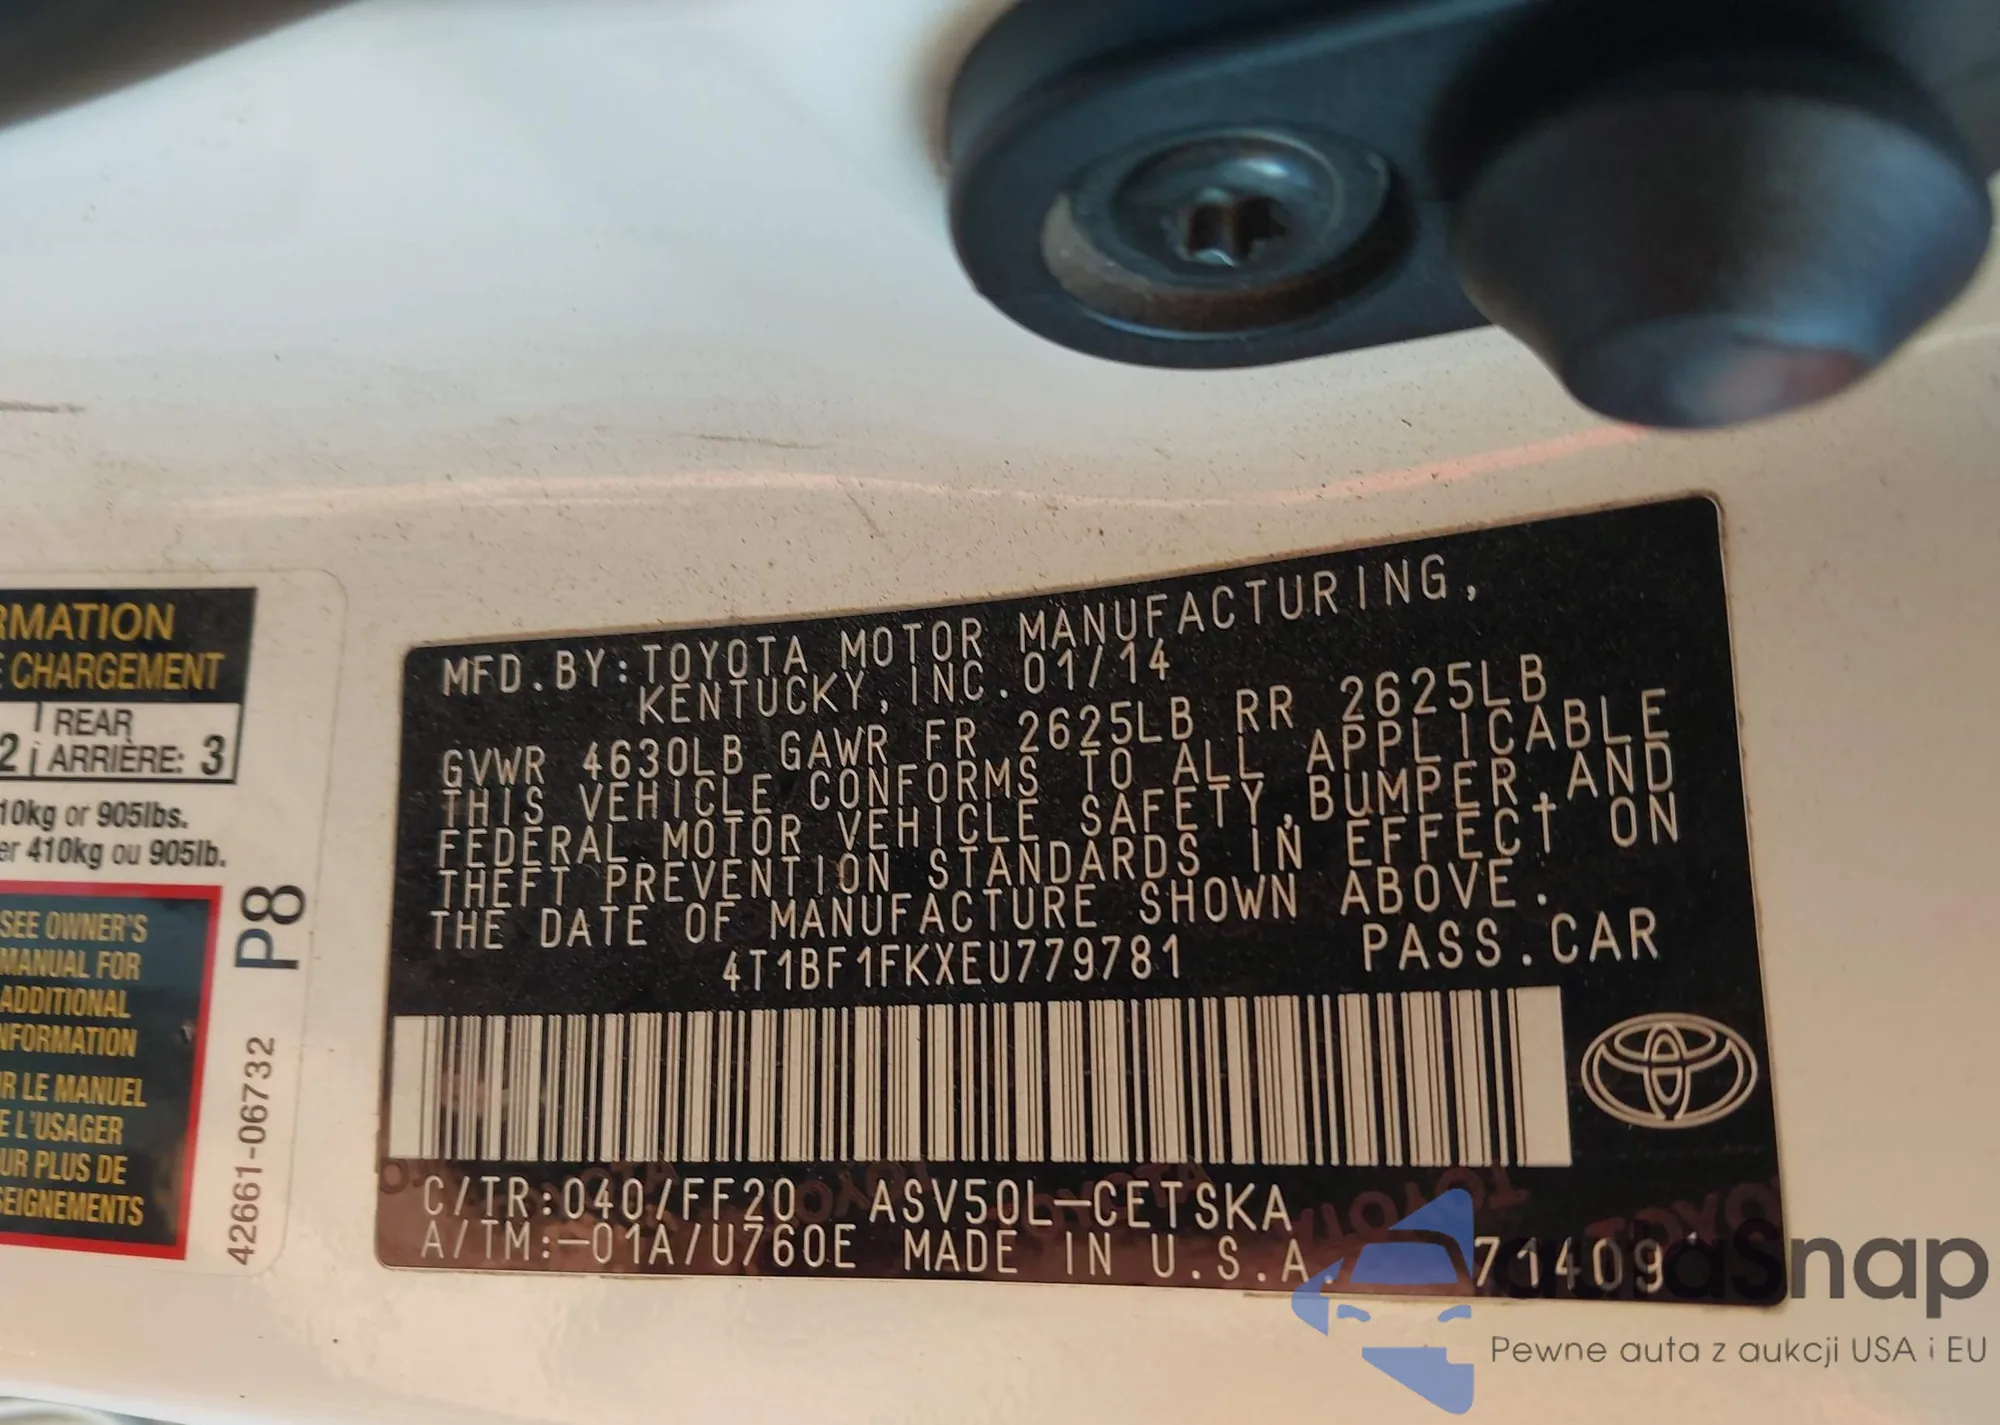 RMATION
E CHARGEMENT
2 REAR
ARRIÈRE: 3
10kg or 905lbs.
er 410kg ou 905lb.
SEE OWNER'S
MANUAL FOR
ADDITIONAL
NFORMATION
R LE MANUEL
E L'USAGER
UR PLUS DE
SEIGNEMENTS
P8
42661-06732
MFD.BY:TOYOTA MOTOR MANUFACTURING,
KENTUCKY,INC.01/14
GVWR 4630LB GAWR FR 2625LB RR 2625LB
THIS VEHICLE CONFORMS TO ALL APPLICABLE
FEDERAL MOTOR VEHICLE SAFETY,BUMPER,AND
THEFT PREVENTION STANDARDS IN EFFECT ON
THE DATE OF MANUFACTURE SHOWN ABOVE.
4T1BF1FKXEU779781 PASS.CAR
C/TR:040/FF20 ASV50L-CETSKA
A/TM:-01A/U760E MADE IN U.S.A. 71409
Snap
Pewne auta z aukcji USA i EU